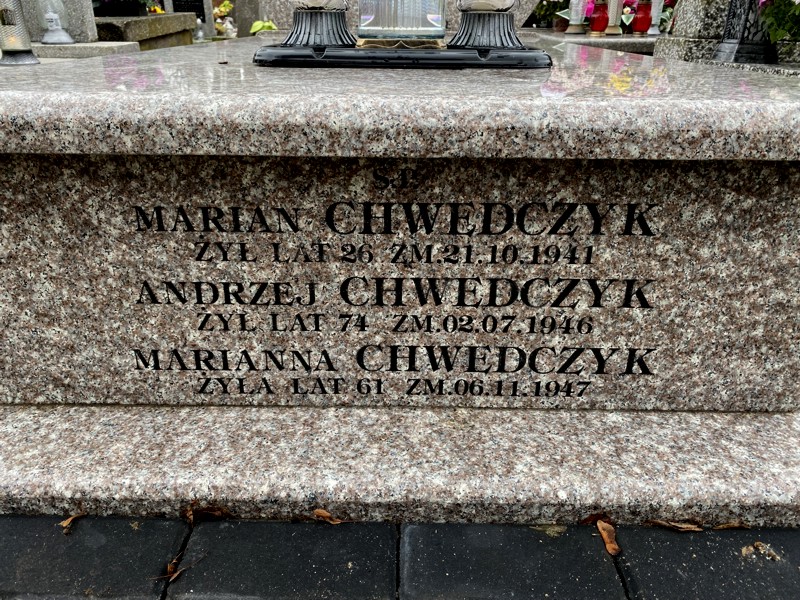 Ś.P.
MARIAN CHWEDCZYK
ŻYŁ LAT 26 ZM.21.10.1941
ANDRZEJ CHWEDCZYK
ŻYŁ LAT 74 ZM.02.07.1946
MARIANNA CHWEDCZYK
ŻYŁA LAT 61 ZM.06.11.1947